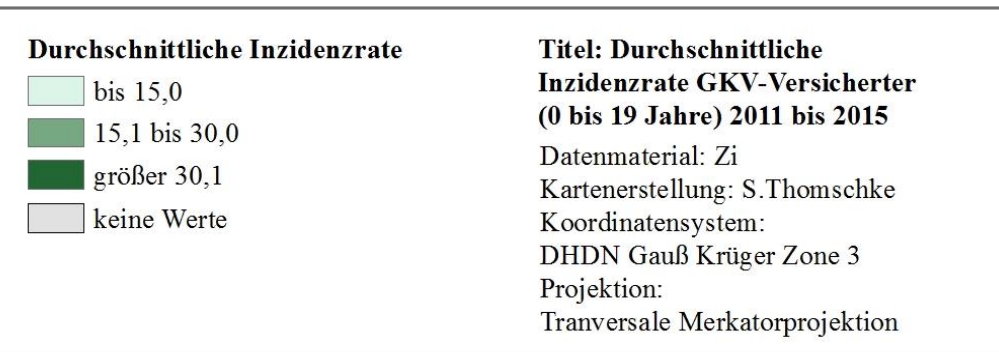 Durchschnittliche Inzidenzrate
bis 15,0
15,1 bis 30,0
größer 30,1
keine Werte
Titel: Durchschnittliche
Inzidenzrate GKV-Versicherter
(0 bis 19 Jahre) 2011 bis 2015
Datenmaterial: Zi
Kartenerstellung: S.Thomschke
Koordinatensystem:
DHDN Gauß Krüger Zone 3
Projektion:
Tranversale Merkatorprojektion